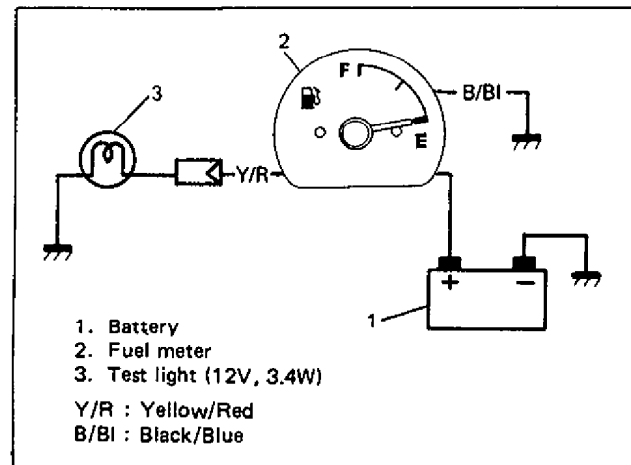 2
3
F
B/Bl
E
Y/R
+
−
1
1. Battery
2. Fuel meter
3. Test light (12V, 3.4W)
Y/R : Yellow/Red
B/Bl : Black/Blue